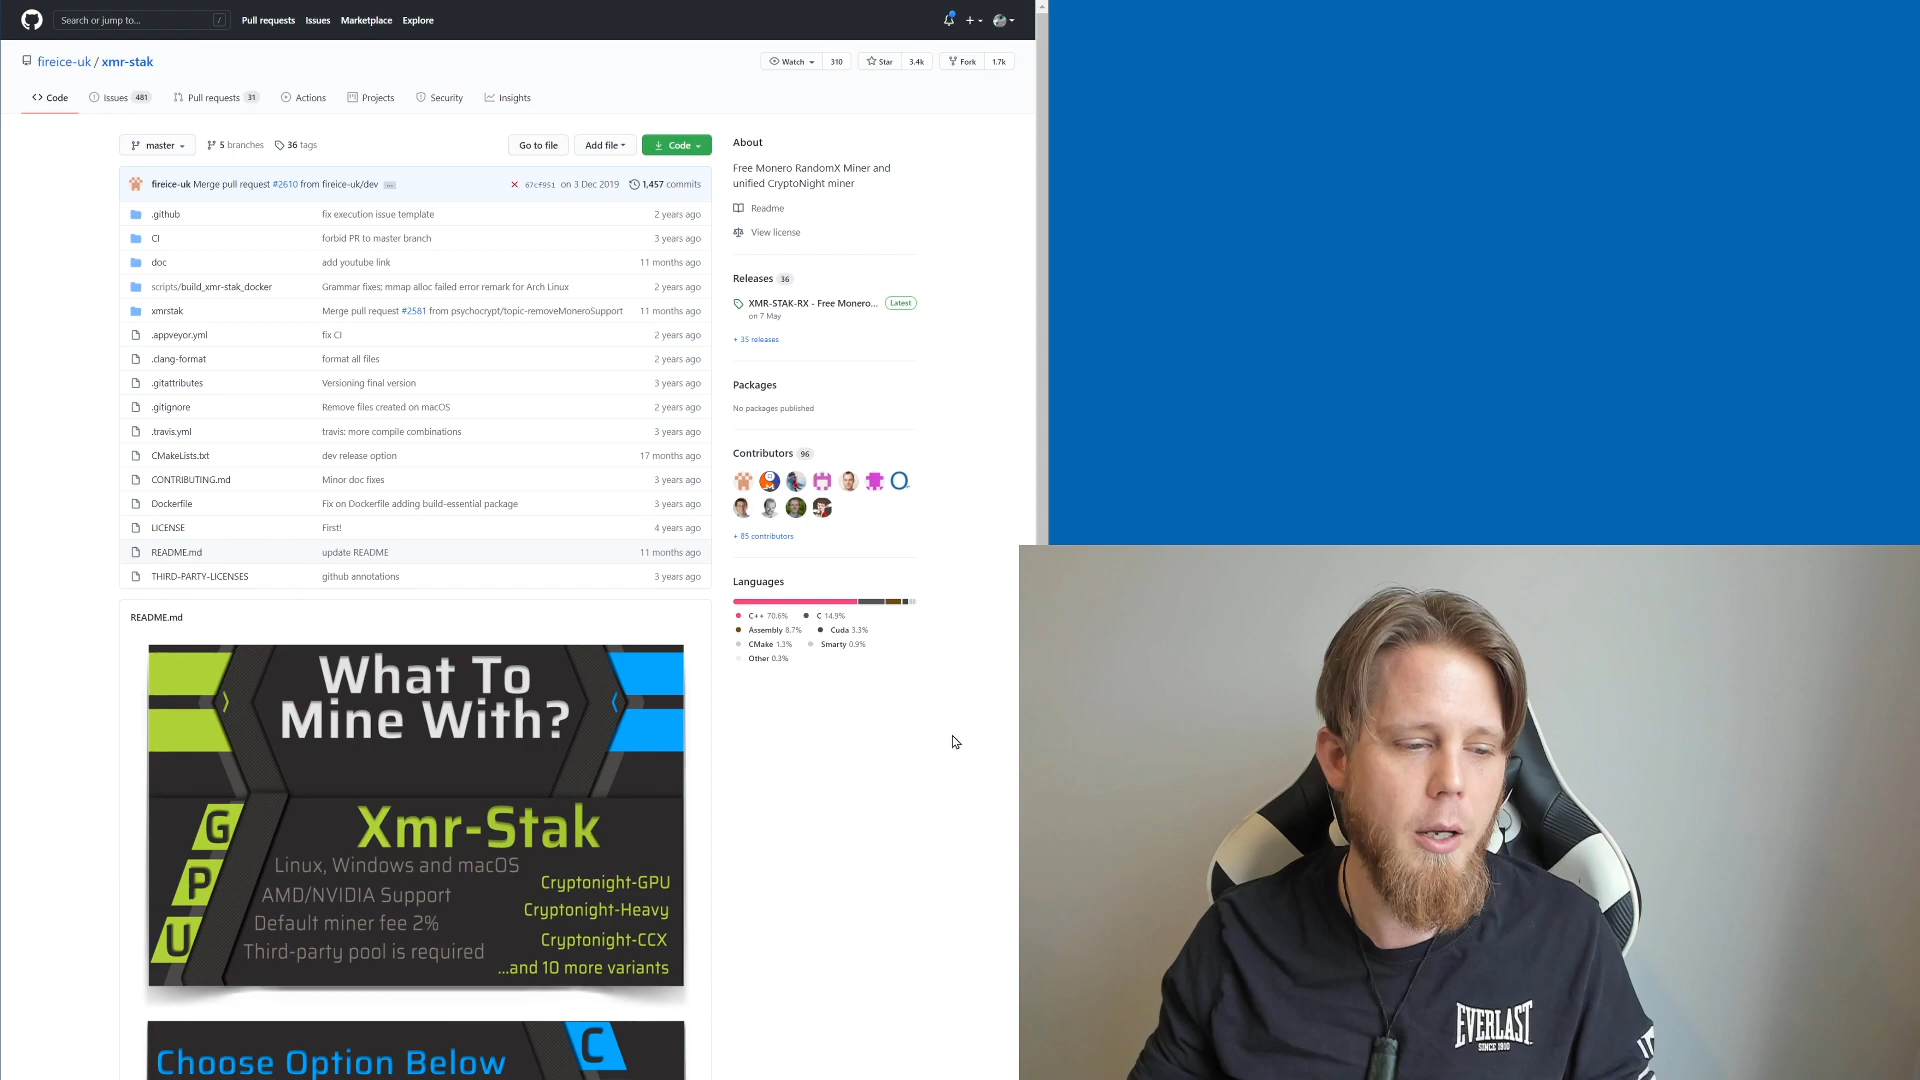 Search or jump to... /
Pull requests Issues Marketplace Explore
fireice-uk / xmr-stak
Watch 310 Star 3.4k Fork 1.7k
Code Issues 481 Pull requests 31 Actions Projects Security Insights
master 5 branches 36 tags Go to file Add file Code
fireice-uk Merge pull request #2610 from fireice-uk/dev ... 67cf951 on 3 Dec 2019 1,457 commits
.github fix execution issue template 2 years ago
CI forbid PR to master branch 3 years ago
doc add youtube link 11 months ago
scripts/build_xmr-stak_docker Grammar fixes; mmap alloc failed error remark for Arch Linux 2 years ago
xmrstak Merge pull request #2581 from psychocrypt/topic-removeMoneroSupport 11 months ago
.appveyor.yml fix CI 2 years ago
.clang-format format all files 2 years ago
.gitattributes Versioning final version 3 years ago
.gitignore Remove files created on macOS 2 years ago
.travis.yml travis: more compile combinations 3 years ago
CMakeLists.txt dev release option 17 months ago
CONTRIBUTING.md Minor doc fixes 3 years ago
Dockerfile Fix on Dockerfile adding build-essential package 3 years ago
LICENSE First! 4 years ago
README.md update README 11 months ago
THIRD-PARTY-LICENSES github annotations 3 years ago
README.md
What To
Mine With?
GPU
Xmr-Stak
Linux, Windows and macOS
AMD/NVIDIA Support
Default miner fee 2%
Third-party pool is required
Cryptonight-GPU
Cryptonight-Heavy
Cryptonight-CCX
...and 10 more variants
Choose Option Below
C
About
Free Monero RandomX Miner and
unified CryptoNight miner
Readme
View license
Releases 36
XMR-STAK-RX - Free Monero... Latest
on 7 May
+ 35 releases
Packages
No packages published
Contributors 96
+ 85 contributors
Languages
C++ 70.6% C 14.9%
Assembly 8.7% Cuda 3.3%
CMake 1.3% Smarty 0.9%
Other 0.3%
EVERLAST
SINCE 1910